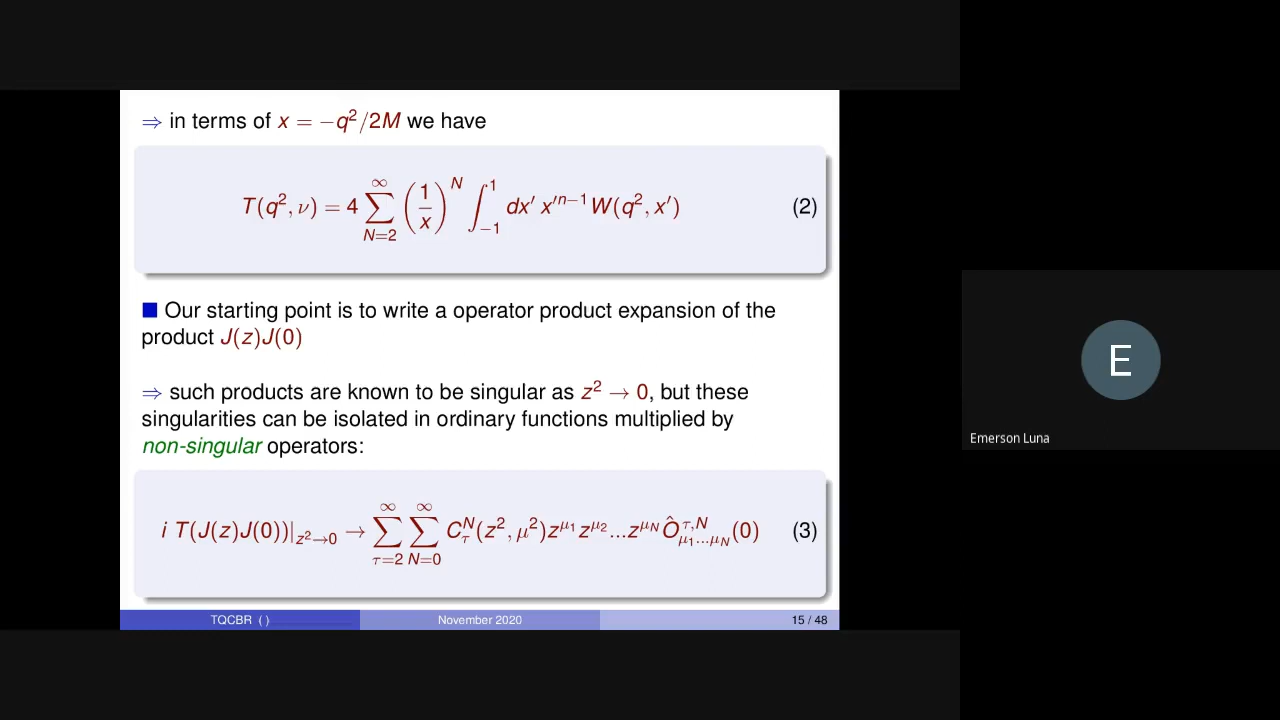 ⇒ in terms of x = −q²/2M we have
T(q², ν) = 4 ∑_{N=2}^{∞} (1/x)^N ∫_{−1}^{1} dx′ x′ⁿ⁻¹ W(q², x′) (2)
■ Our starting point is to write a operator product expansion of the
product J(z)J(0)
⇒ such products are known to be singular as z² → 0, but these
singularities can be isolated in ordinary functions multiplied by
non-singular operators:
i T(J(z)J(0))|_{z²→0} → ∑_{τ=2}^{∞} ∑_{N=0}^{∞} C_τ^N(z², μ²)z^{μ₁}z^{μ₂}...z^{μ_N} Ô^{τ,N}_{μ₁...μ_N}(0) (3)
TQCBR ( ) November 2020 15 / 48
E
Emerson Luna